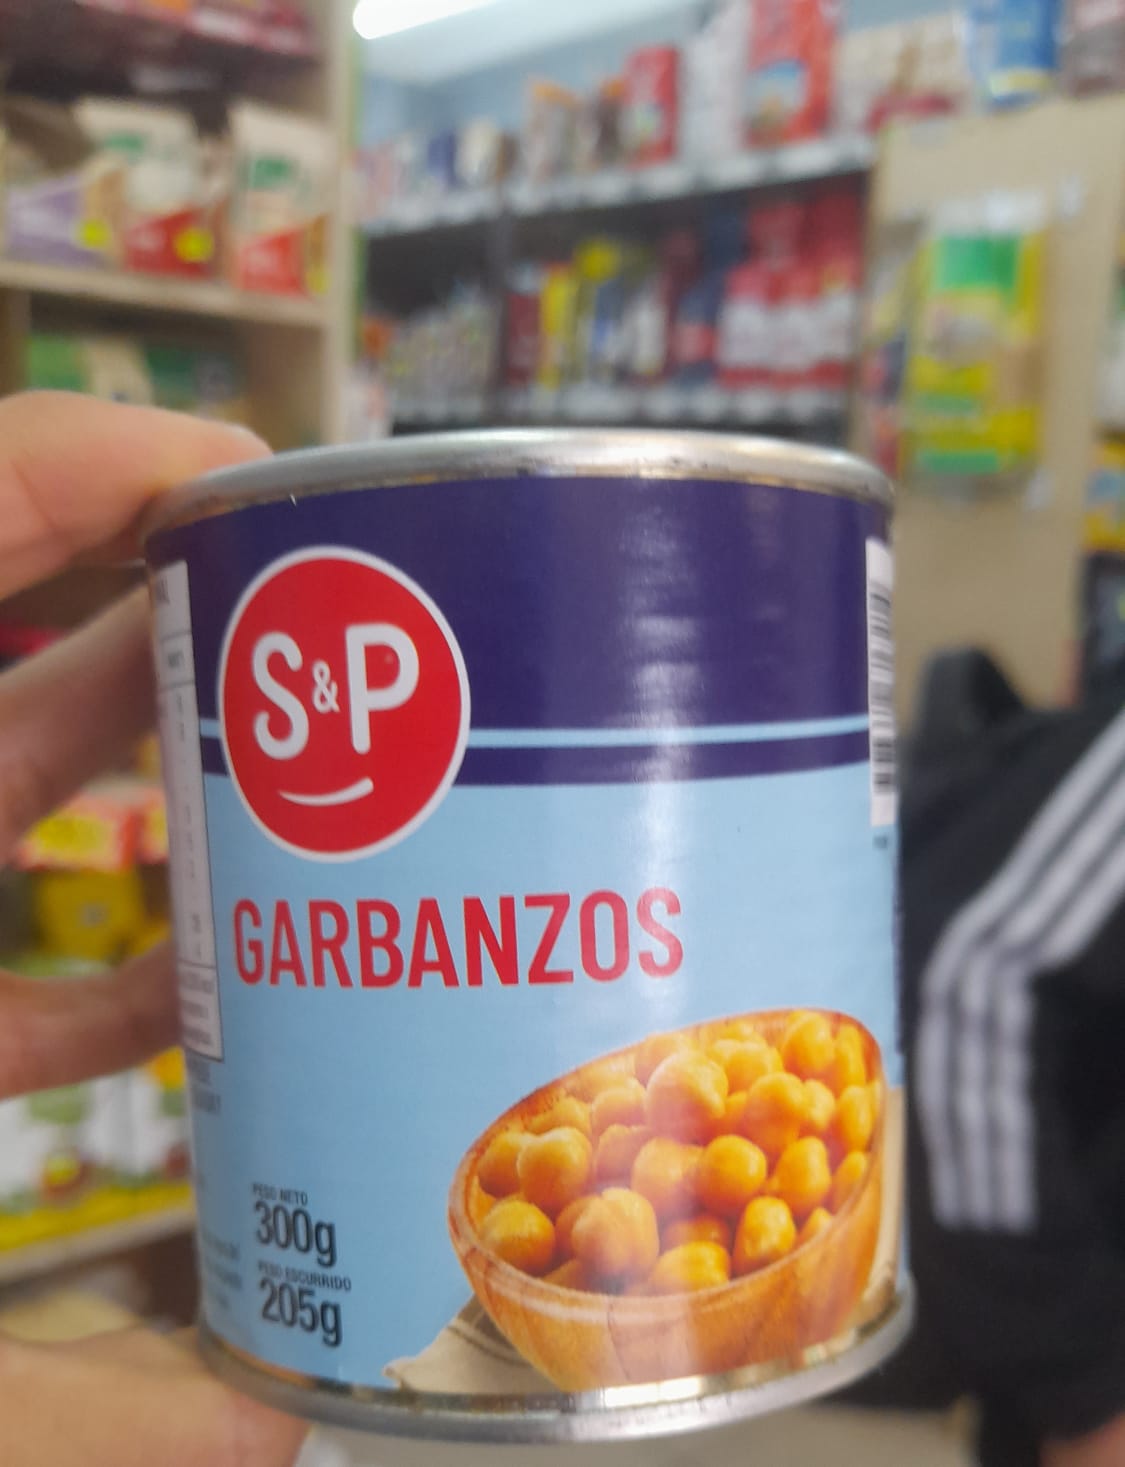 S&P
GARBANZOS
PESO NETO
300g
PESO ESCURRIDO
205g